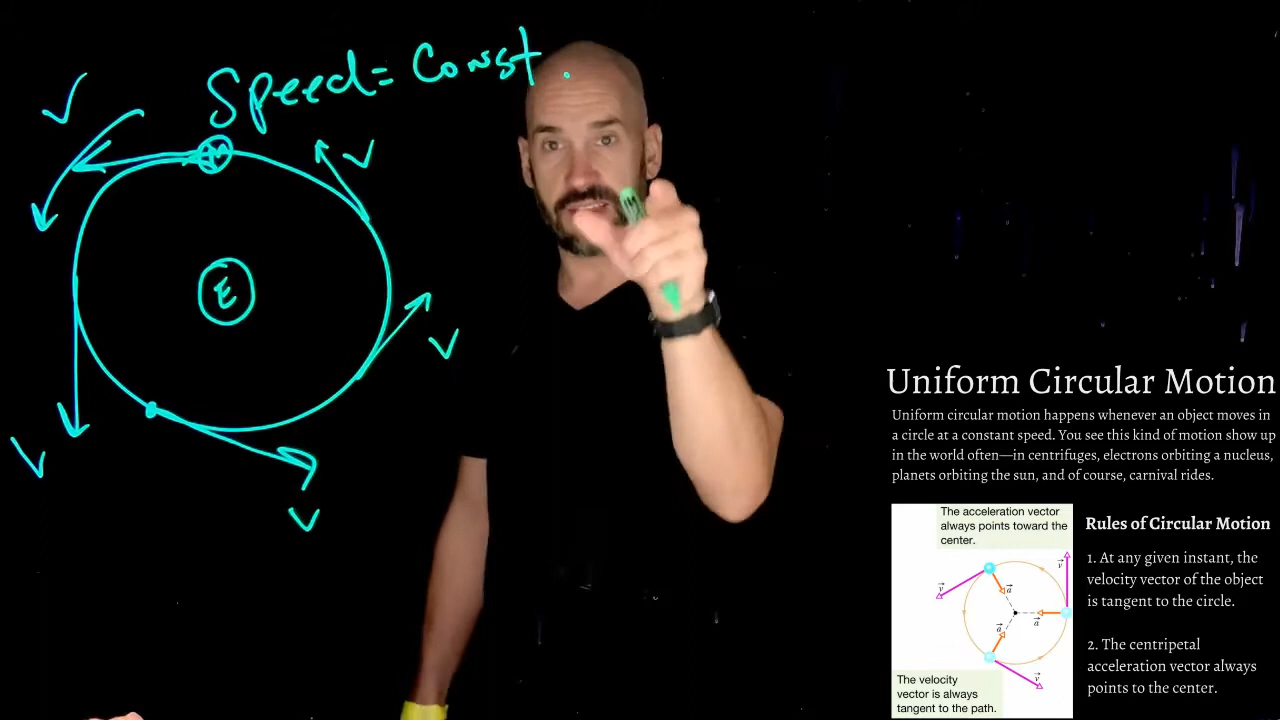 Speed = Const.
V
V
M
E
V
V
V
Uniform Circular Motion
Uniform circular motion happens whenever an object moves in
a circle at a constant speed. You see this kind of motion show up
in the world often—in centrifuges, electrons orbiting a nucleus,
planets orbiting the sun, and of course, carnival rides.
The acceleration vector
always points toward the
center.
v
v
a
a
a
v
The velocity
vector is always
tangent to the path.
Rules of Circular Motion
1. At any given instant, the
velocity vector of the object
is tangent to the circle.
2. The centripetal
acceleration vector always
points to the center.